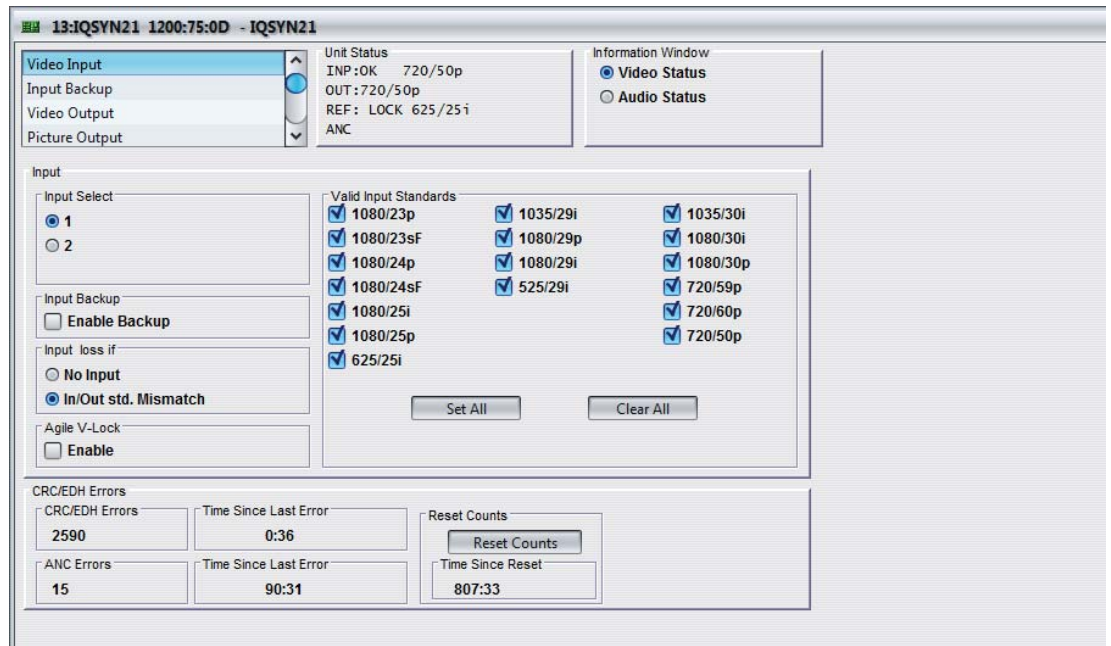 13:IQSYN21 1200:75:0D - IQSYN21
Video Input
Input Backup
Video Output
Picture Output
Unit Status
INP:OK 720/50p
OUT:720/50p
REF: LOCK 625/25i
ANC
Information Window
Video Status
Audio Status
Input
Input Select
1
2
Input Backup
Enable Backup
Input loss if
No Input
In/Out std. Mismatch
Agile V-Lock
Enable
Valid Input Standards
1080/23p 1035/29i 1035/30i
1080/23sF 1080/29p 1080/30i
1080/24p 1080/29i 1080/30p
1080/24sF 525/29i 720/59p
1080/25i 720/60p
1080/25p 720/50p
625/25i
Set All Clear All
CRC/EDH Errors
CRC/EDH Errors
2590
Time Since Last Error
0:36
ANC Errors
15
Time Since Last Error
90:31
Reset Counts
Reset Counts
Time Since Reset
807:33